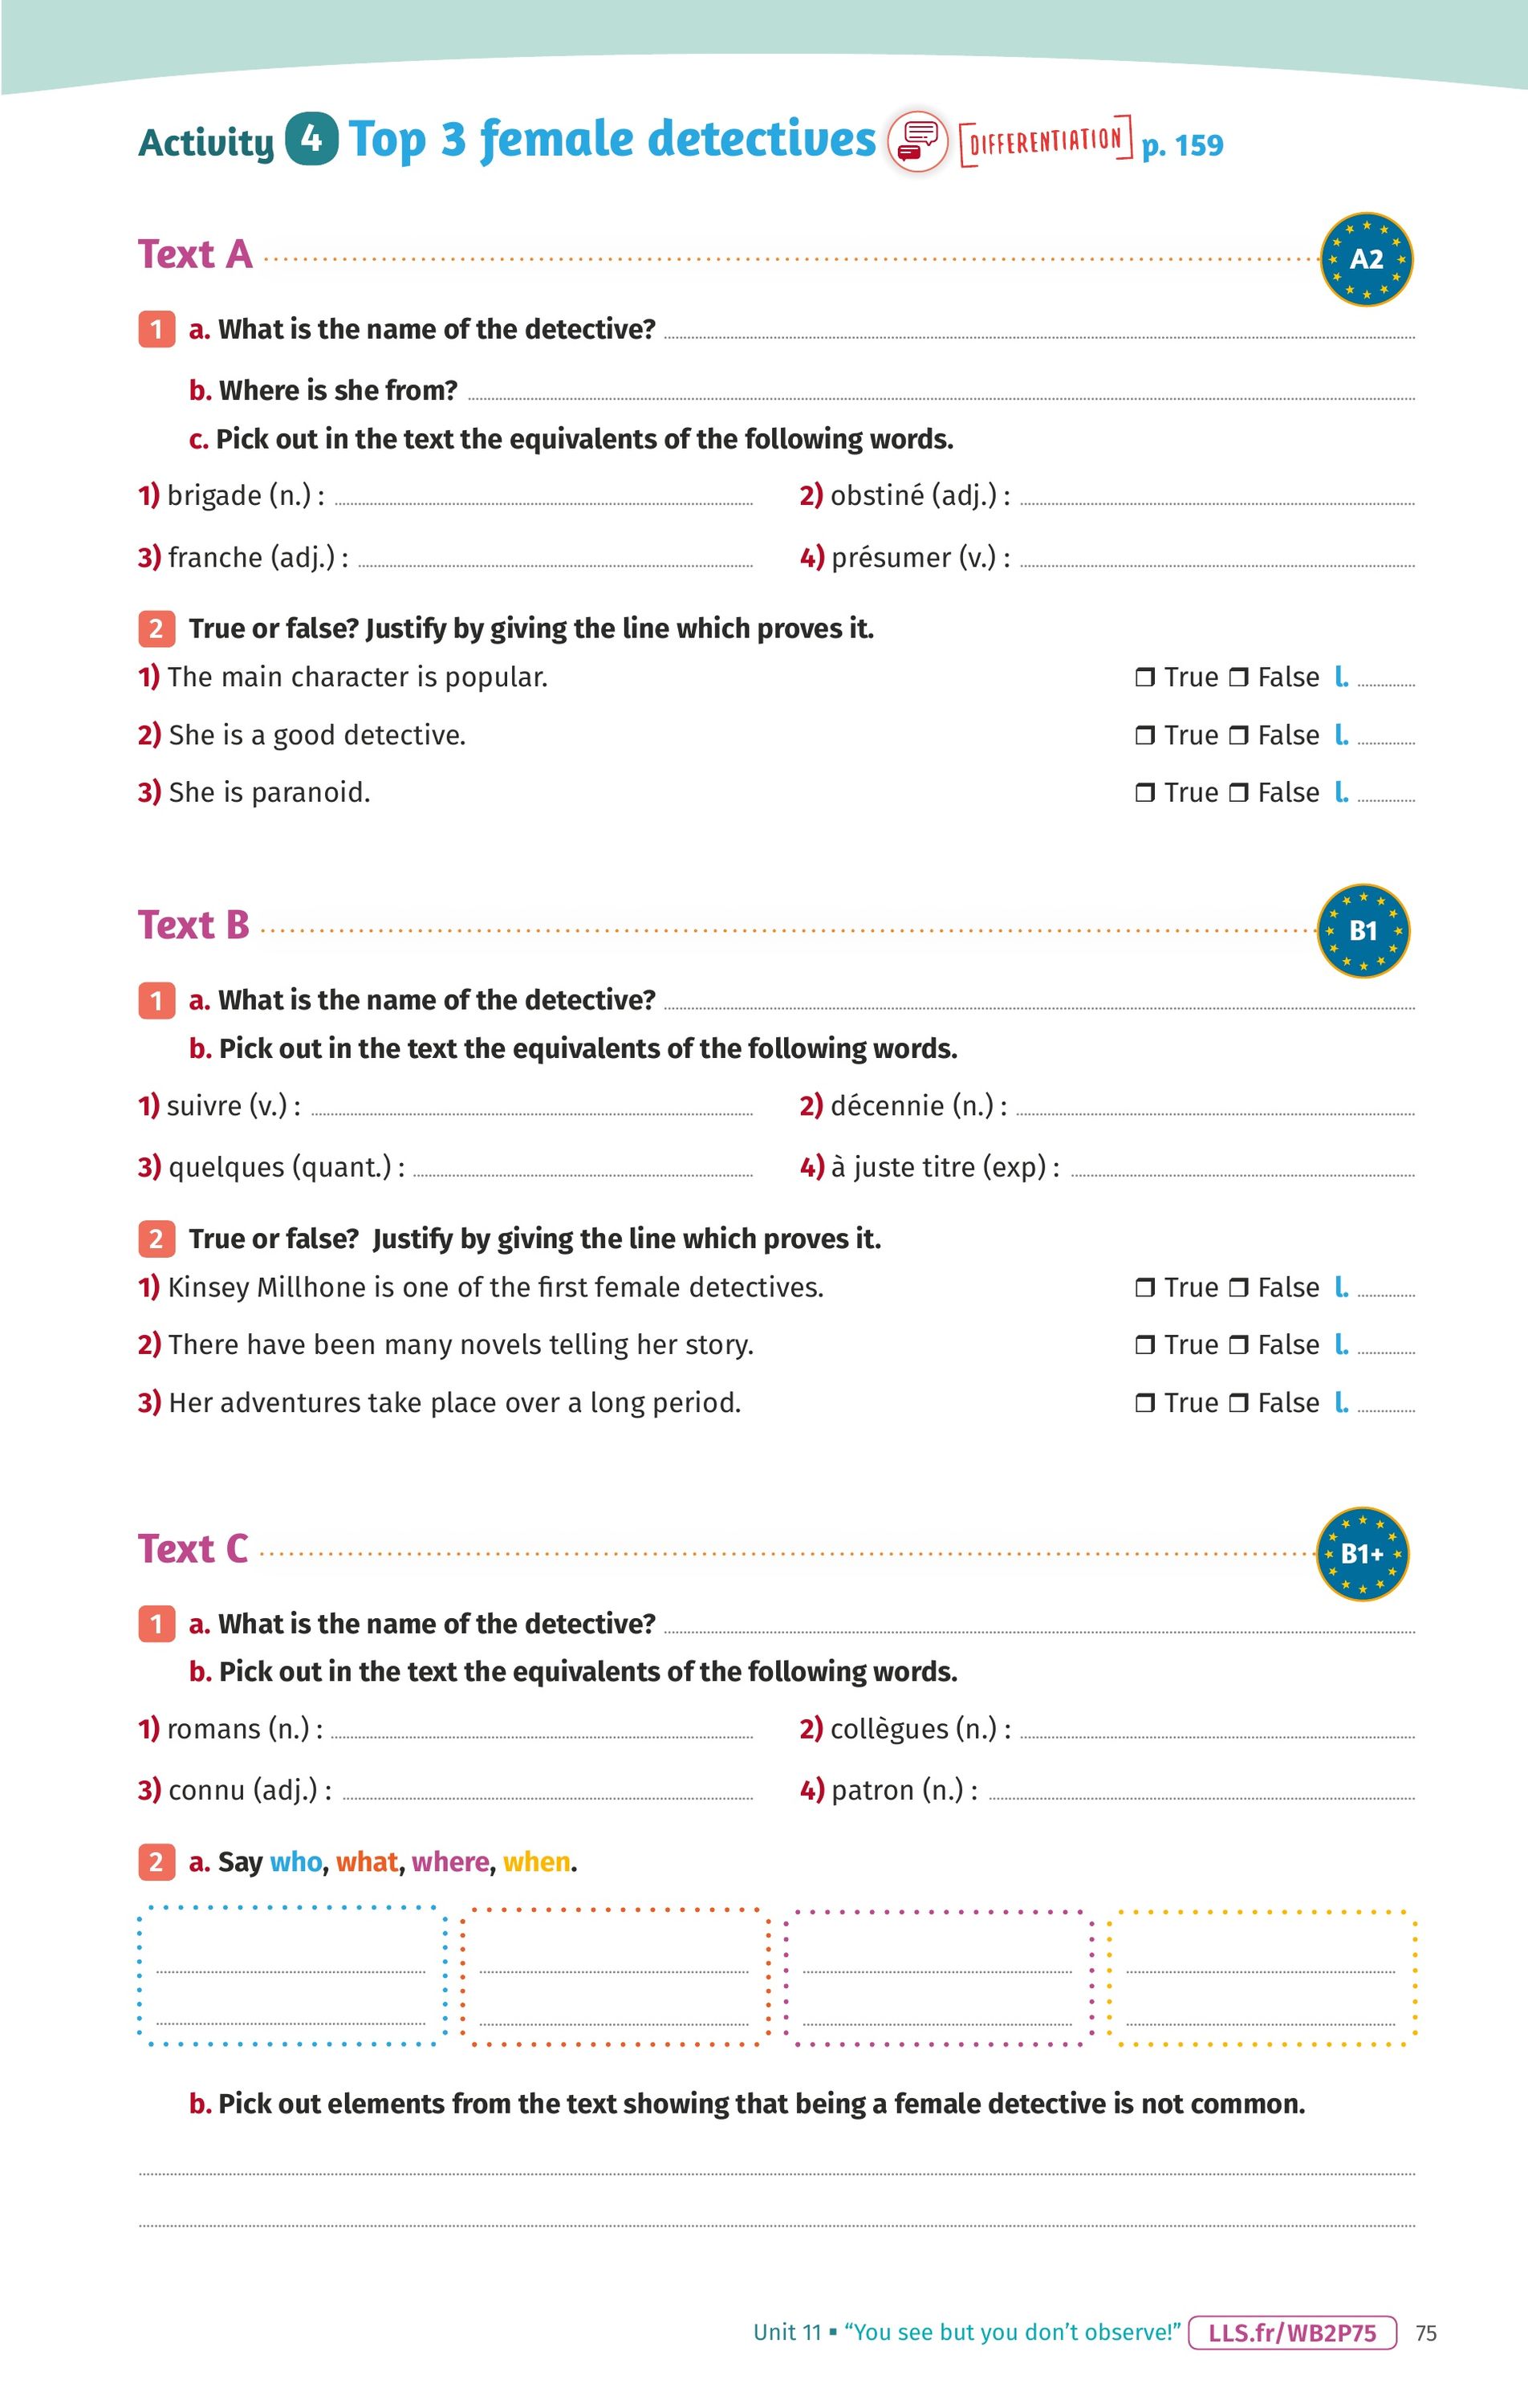 Activity 4 Top 3 female detectives [DIFFERENTIATION] p. 159
Text A A2
1 a. What is the name of the detective?
b. Where is she from?
c. Pick out in the text the equivalents of the following words.
1) brigade (n.) : 2) obstiné (adj.) :
3) franche (adj.) : 4) présumer (v.) :
2 True or false? Justify by giving the line which proves it.
1) The main character is popular. ❒ True ❒ False l.
2) She is a good detective. ❒ True ❒ False l.
3) She is paranoid. ❒ True ❒ False l.
Text B B1
1 a. What is the name of the detective?
b. Pick out in the text the equivalents of the following words.
1) suivre (v.) : 2) décennie (n.) :
3) quelques (quant.) : 4) à juste titre (exp) :
2 True or false? Justify by giving the line which proves it.
1) Kinsey Millhone is one of the first female detectives. ❒ True ❒ False l.
2) There have been many novels telling her story. ❒ True ❒ False l.
3) Her adventures take place over a long period. ❒ True ❒ False l.
Text C B1+
1 a. What is the name of the detective?
b. Pick out in the text the equivalents of the following words.
1) romans (n.) : 2) collègues (n.) :
3) connu (adj.) : 4) patron (n.) :
2 a. Say who, what, where, when.
b. Pick out elements from the text showing that being a female detective is not common.
Unit 11 ▪ “You see but you don’t observe!” LLS.fr/WB2P75 75